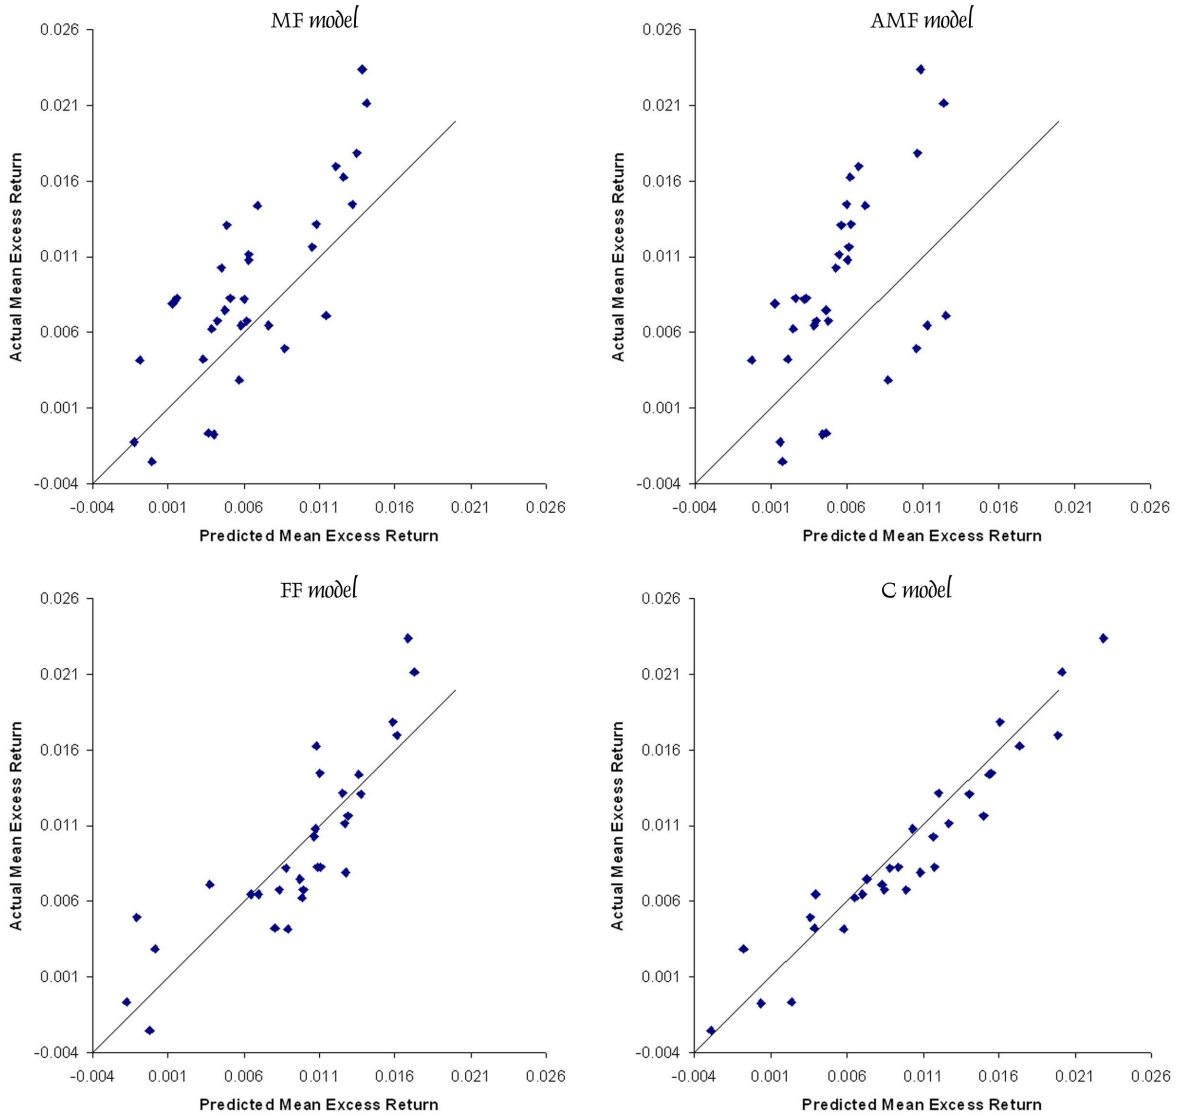 MF model
0.026
0.021
0.016
0.011
0.006
0.001
-0.004
-0.004 0.001 0.006 0.011 0.016 0.021 0.026
Actual Mean Excess Return
Predicted Mean Excess Return
AMF model
0.026
0.021
0.016
0.011
0.006
0.001
-0.004
-0.004 0.001 0.006 0.011 0.016 0.021 0.026
Actual Mean Excess Return
Predicted Mean Excess Return
FF model
0.026
0.021
0.016
0.011
0.006
0.001
-0.004
-0.004 0.001 0.006 0.011 0.016 0.021 0.026
Actual Mean Excess Return
Predicted Mean Excess Return
C model
0.026
0.021
0.016
0.011
0.006
0.001
-0.004
-0.004 0.001 0.006 0.011 0.016 0.021 0.026
Actual Mean Excess Return
Predicted Mean Excess Return